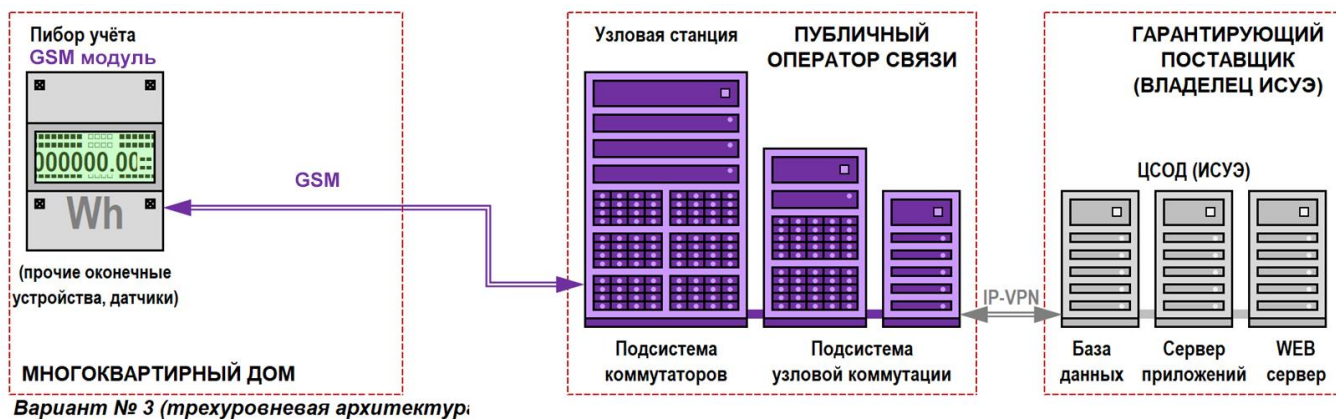 Пибор учёта
GSM модуль
000000.00
Wh
(прочие оконечные
устройства, датчики)
МНОГОКВАРТИРНЫЙ ДОМ
GSM
Узловая станция
ПУБЛИЧНЫЙ
ОПЕРАТОР СВЯЗИ
Подсистема
коммутаторов
Подсистема
узловой коммутации
IP-VPN
ГАРАНТИРУЮЩИЙ
ПОСТАВЩИК
(ВЛАДЕЛЕЦ ИСУЭ)
ЦСОД (ИСУЭ)
База
данных
Сервер
приложений
WEB
сервер
Вариант № 3 (трехуровневая архитектура